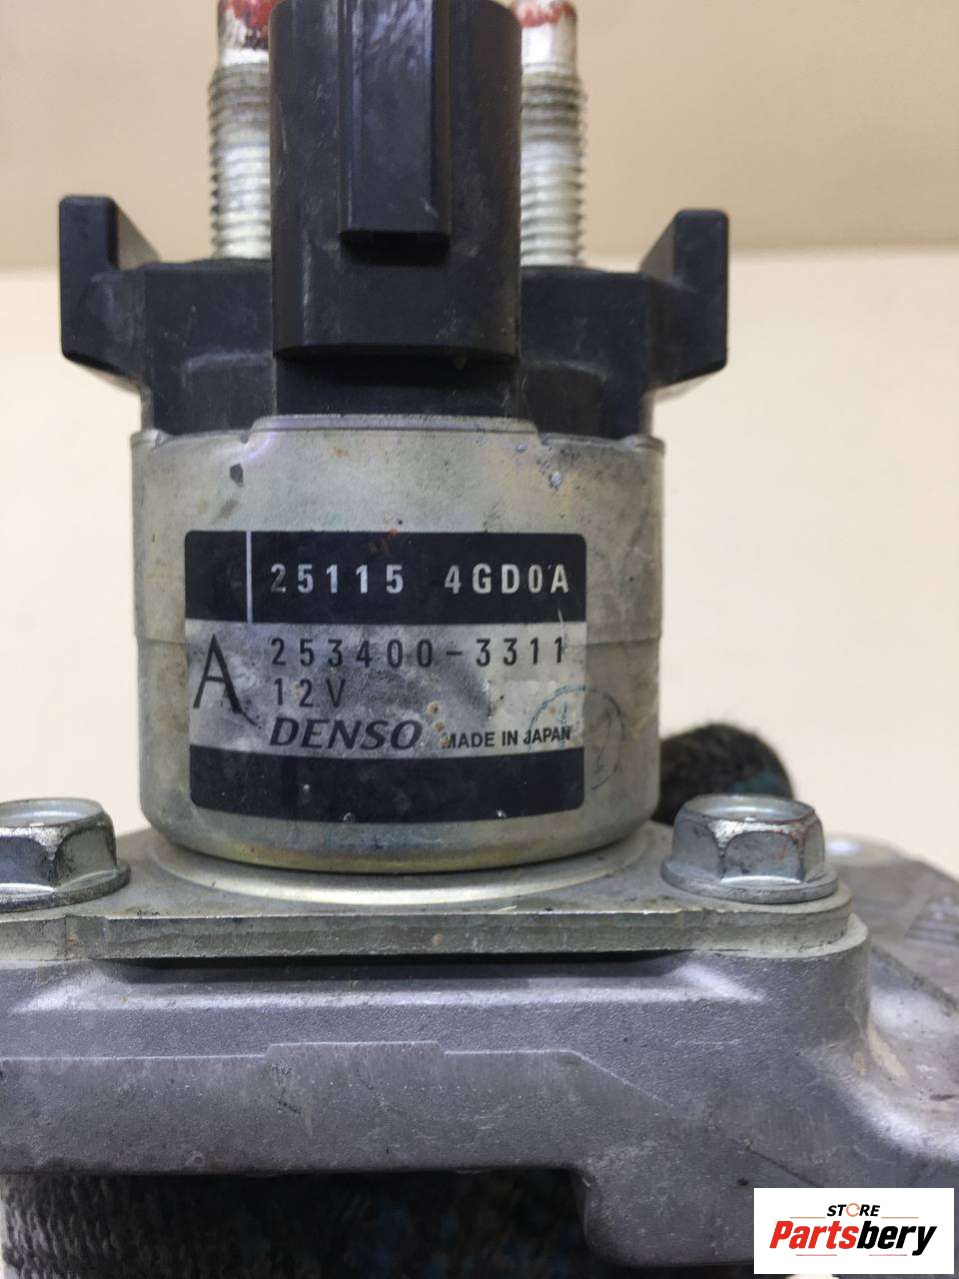 25115 4GD0A
A 253400-3311
12V
DENSO MADE IN JAPAN
STORE
Partsbery